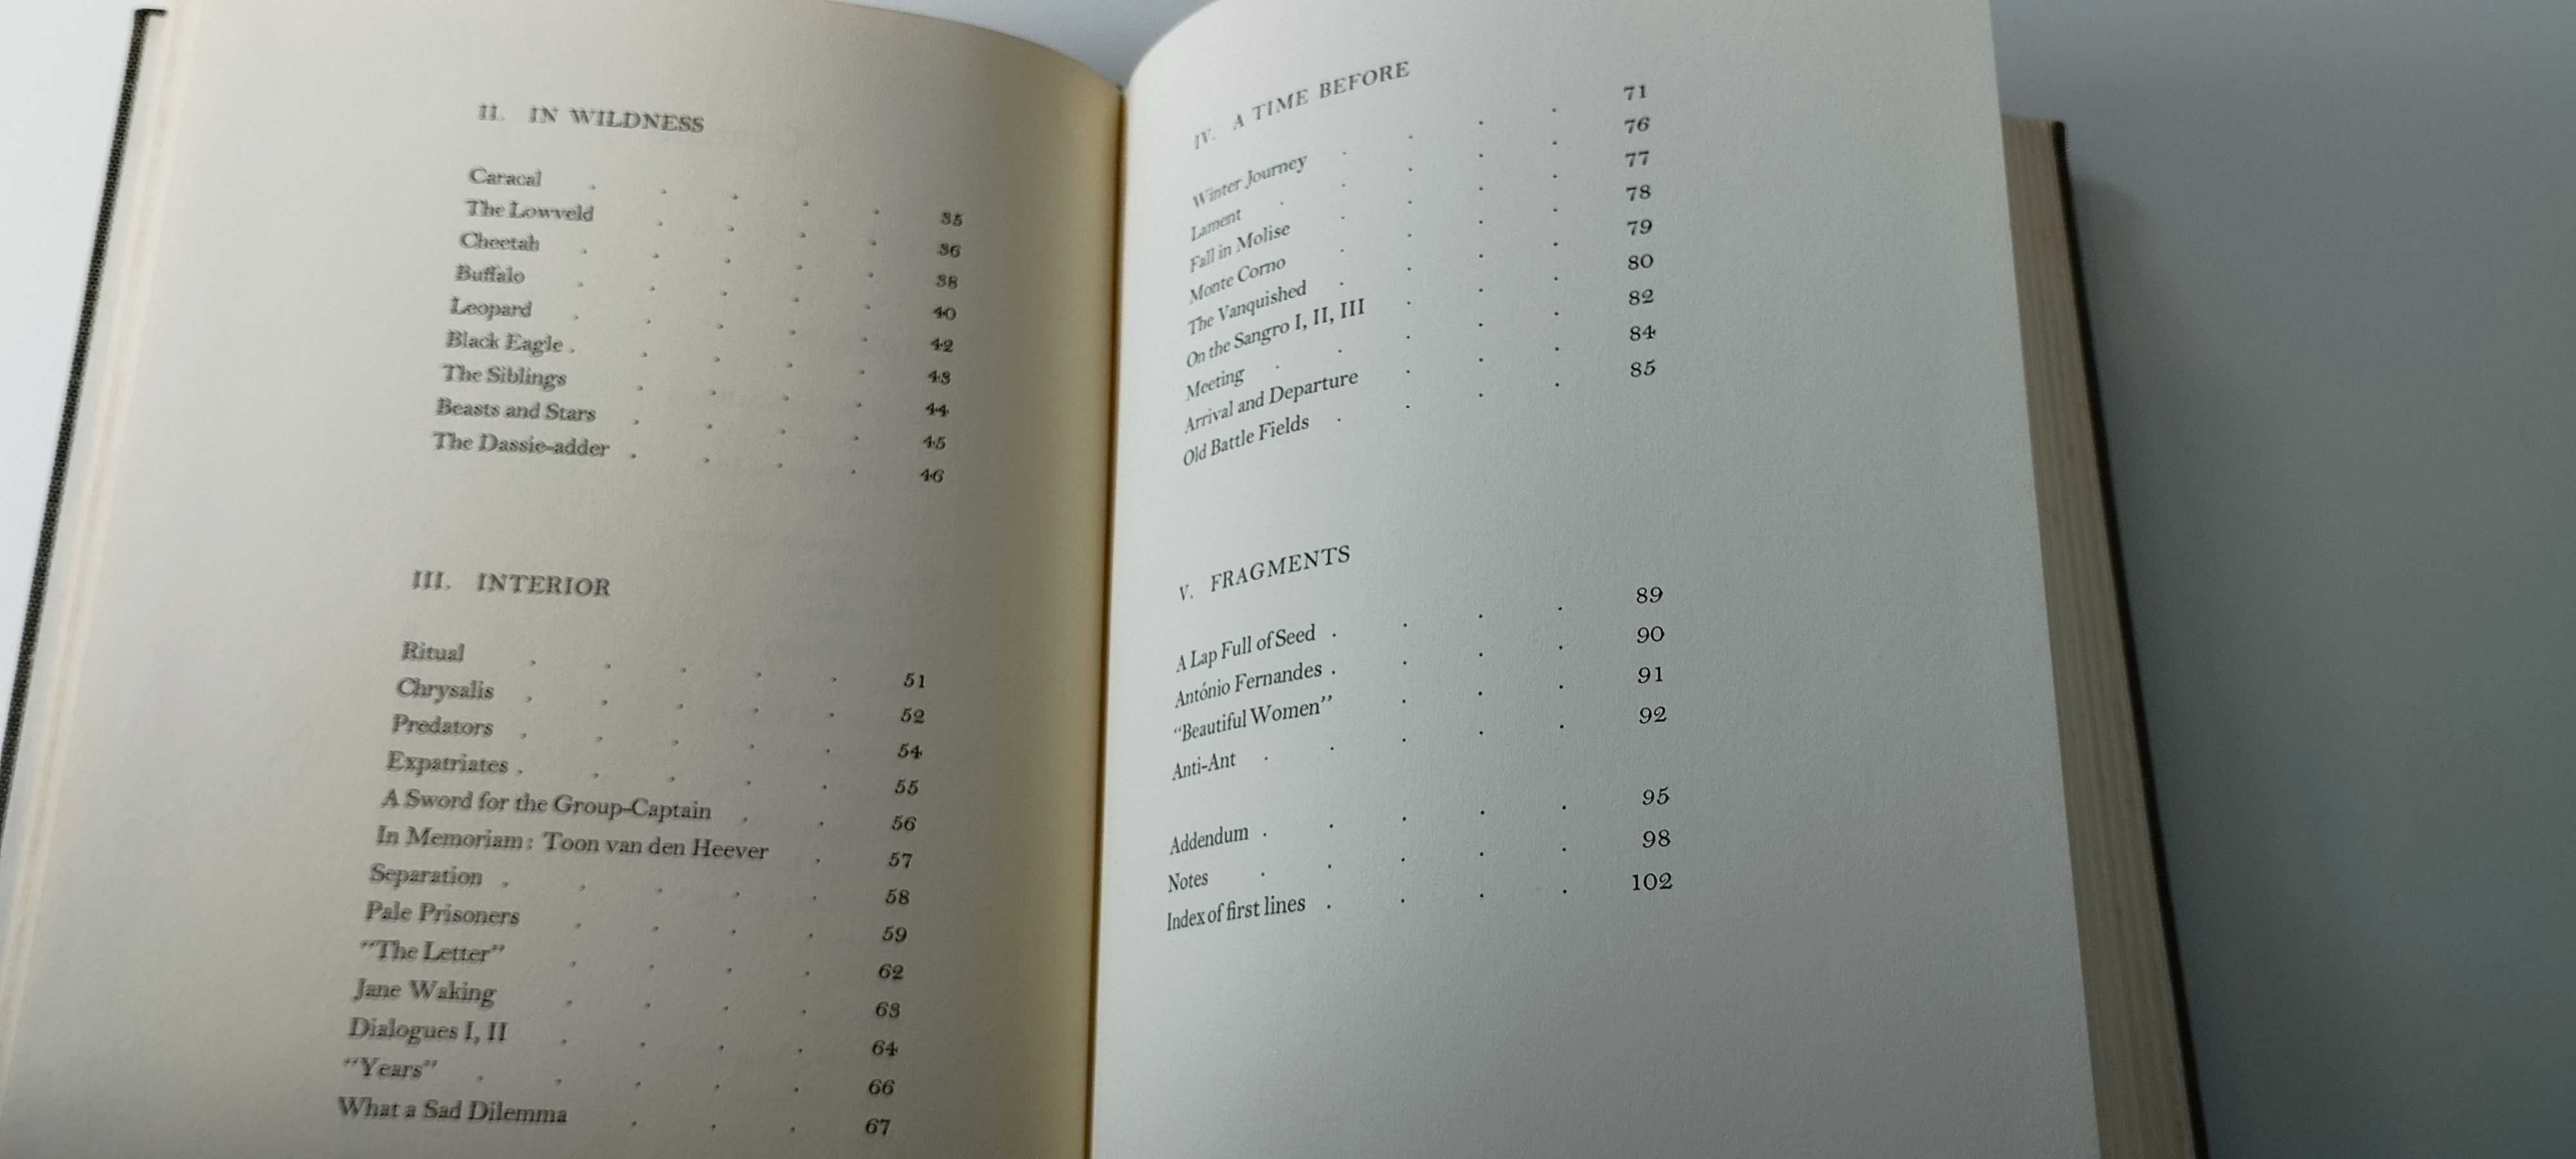 II. IN WILDNESS
Caracal . . . . . 35
The Lowveld . . . . 36
Cheetah . . . . . 38
Buffalo . . . . . 40
Leopard . . . . . 42
Black Eagle . . . . . 43
The Siblings . . . . 44
Beasts and Stars . . . . 45
The Dassie-adder . . . . 46
III. INTERIOR
Ritual . . . . . 51
Chrysalis . . . . . 52
Predators . . . . . 54
Expatriates . . . . . 55
A Sword for the Group-Captain . . 56
In Memoriam: Toon van den Heever . 57
Separation . . . . . 58
Pale Prisoners . . . . 59
"The Letter" . . . . 62
Jane Waking . . . . 63
Dialogues I, II . . . . 64
"Years" . . . . . 66
What a Sad Dilemma . . . 67
IV. A TIME BEFORE
Winter Journey . . . . 71
Lament . . . . . 76
Fall in Molise . . . . 77
Monte Corno . . . . 78
The Vanquished . . . . 79
On the Sangro I, II, III . . . 80
Meeting . . . . . 82
Arrival and Departure . . . 84
Old Battle Fields . . . . 85
V. FRAGMENTS
A Lap Full of Seed . . . . 89
António Fernandes . . . . 90
"Beautiful Women" . . . 91
Anti-Ant . . . . . 92
Addendum . . . . . 95
Notes . . . . . 98
Index of first lines . . . . 102